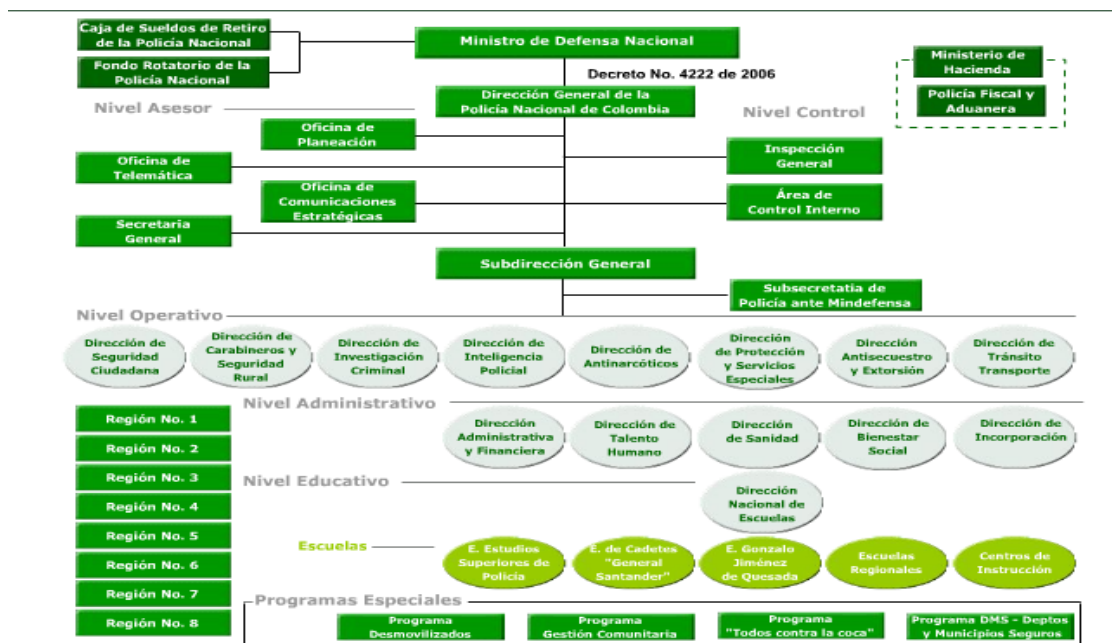 Caja de Sueldos de Retiro
de la Policía Nacional
Ministro de Defensa Nacional
Fondo Rotatorio de la
Policía Nacional
Ministerio de
Hacienda
Decreto No. 4222 de 2006
Policía Fiscal y
Aduanera
Nivel Asesor
Dirección General de la
Policía Nacional de Colombia
Nivel Control
Oficina de
Planeación
Inspección
General
Oficina de
Telemática
Oficina de
Comunicaciones
Estratégicas
Área de
Control Interno
Secretaria
General
Subdirección General
Subsecretatia de
Policía ante Mindefensa
Nivel Operativo
Dirección de
Seguridad
Ciudadana
Dirección de
Carabineros y
Seguridad
Rural
Dirección de
Investigación
Criminal
Dirección de
Inteligencia
Policial
Dirección de
Antinarcóticos
Dirección
de Protección
y Servicios
Especiales
Dirección
Antisecuestro
y Extorsión
Dirección de
Tránsito
Transporte
Nivel Administrativo
Dirección
Administrativa
y Financiera
Dirección de
Talento
Humano
Dirección
de Sanidad
Dirección de
Bienestar
Social
Dirección de
Incorporación
Región No. 1
Región No. 2
Región No. 3
Región No. 4
Región No. 5
Región No. 6
Región No. 7
Región No. 8
Nivel Educativo
Dirección
Nacional de
Escuelas
Escuelas
E. Estudios
Superiores de
Policía
E. de Cadetes
"General
Santander"
E. Gonzalo
Jiménez
de Quesada
Escuelas
Regionales
Centros de
Instrucción
Programas Especiales
Programa
Desmovilizados
Programa
Gestión Comunitaria
Programa
"Todos contra la coca"
Programa DMS - Deptos
y Municipios Seguros